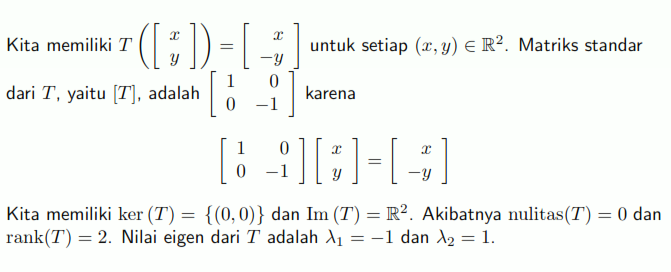 Kita memiliki T([x y]) = [x −y] untuk setiap (x, y) ∈ ℝ². Matriks standar
dari T, yaitu [T], adalah [1 0; 0 −1] karena
[1 0; 0 −1] [x y] = [x −y]
Kita memiliki ker (T) = {(0, 0)} dan Im (T) = ℝ². Akibatnya nulitas(T) = 0 dan
rank(T) = 2. Nilai eigen dari T adalah λ₁ = −1 dan λ₂ = 1.